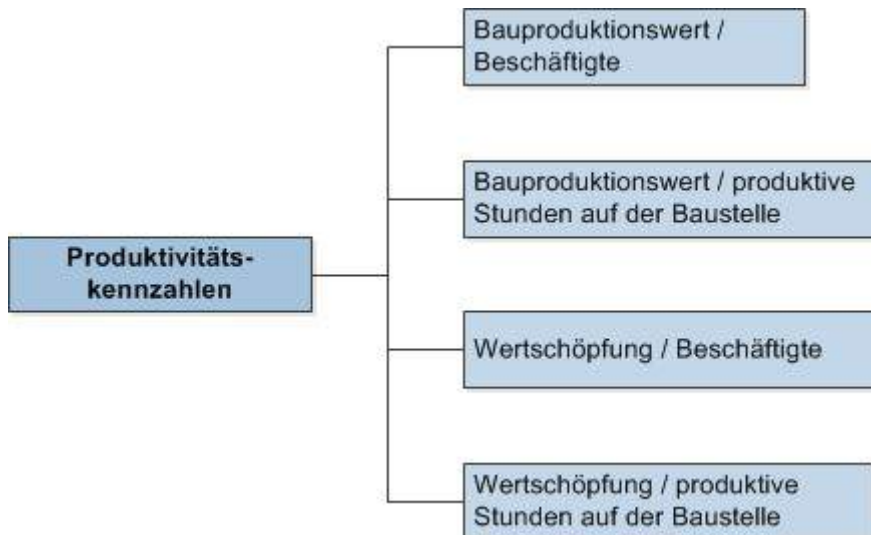 Bauproduktionswert /
Beschäftigte
Bauproduktionswert / produktive
Stunden auf der Baustelle
Produktivitäts-
kennzahlen
Wertschöpfung / Beschäftigte
Wertschöpfung / produktive
Stunden auf der Baustelle